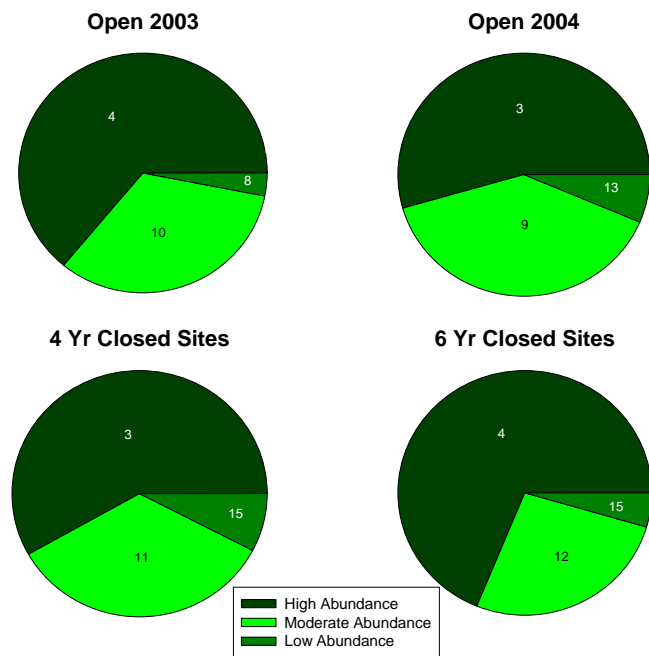 Open 2003
Open 2004
4
8
10
3
13
9
4 Yr Closed Sites
6 Yr Closed Sites
3
15
11
4
15
12
High Abundance
Moderate Abundance
Low Abundance